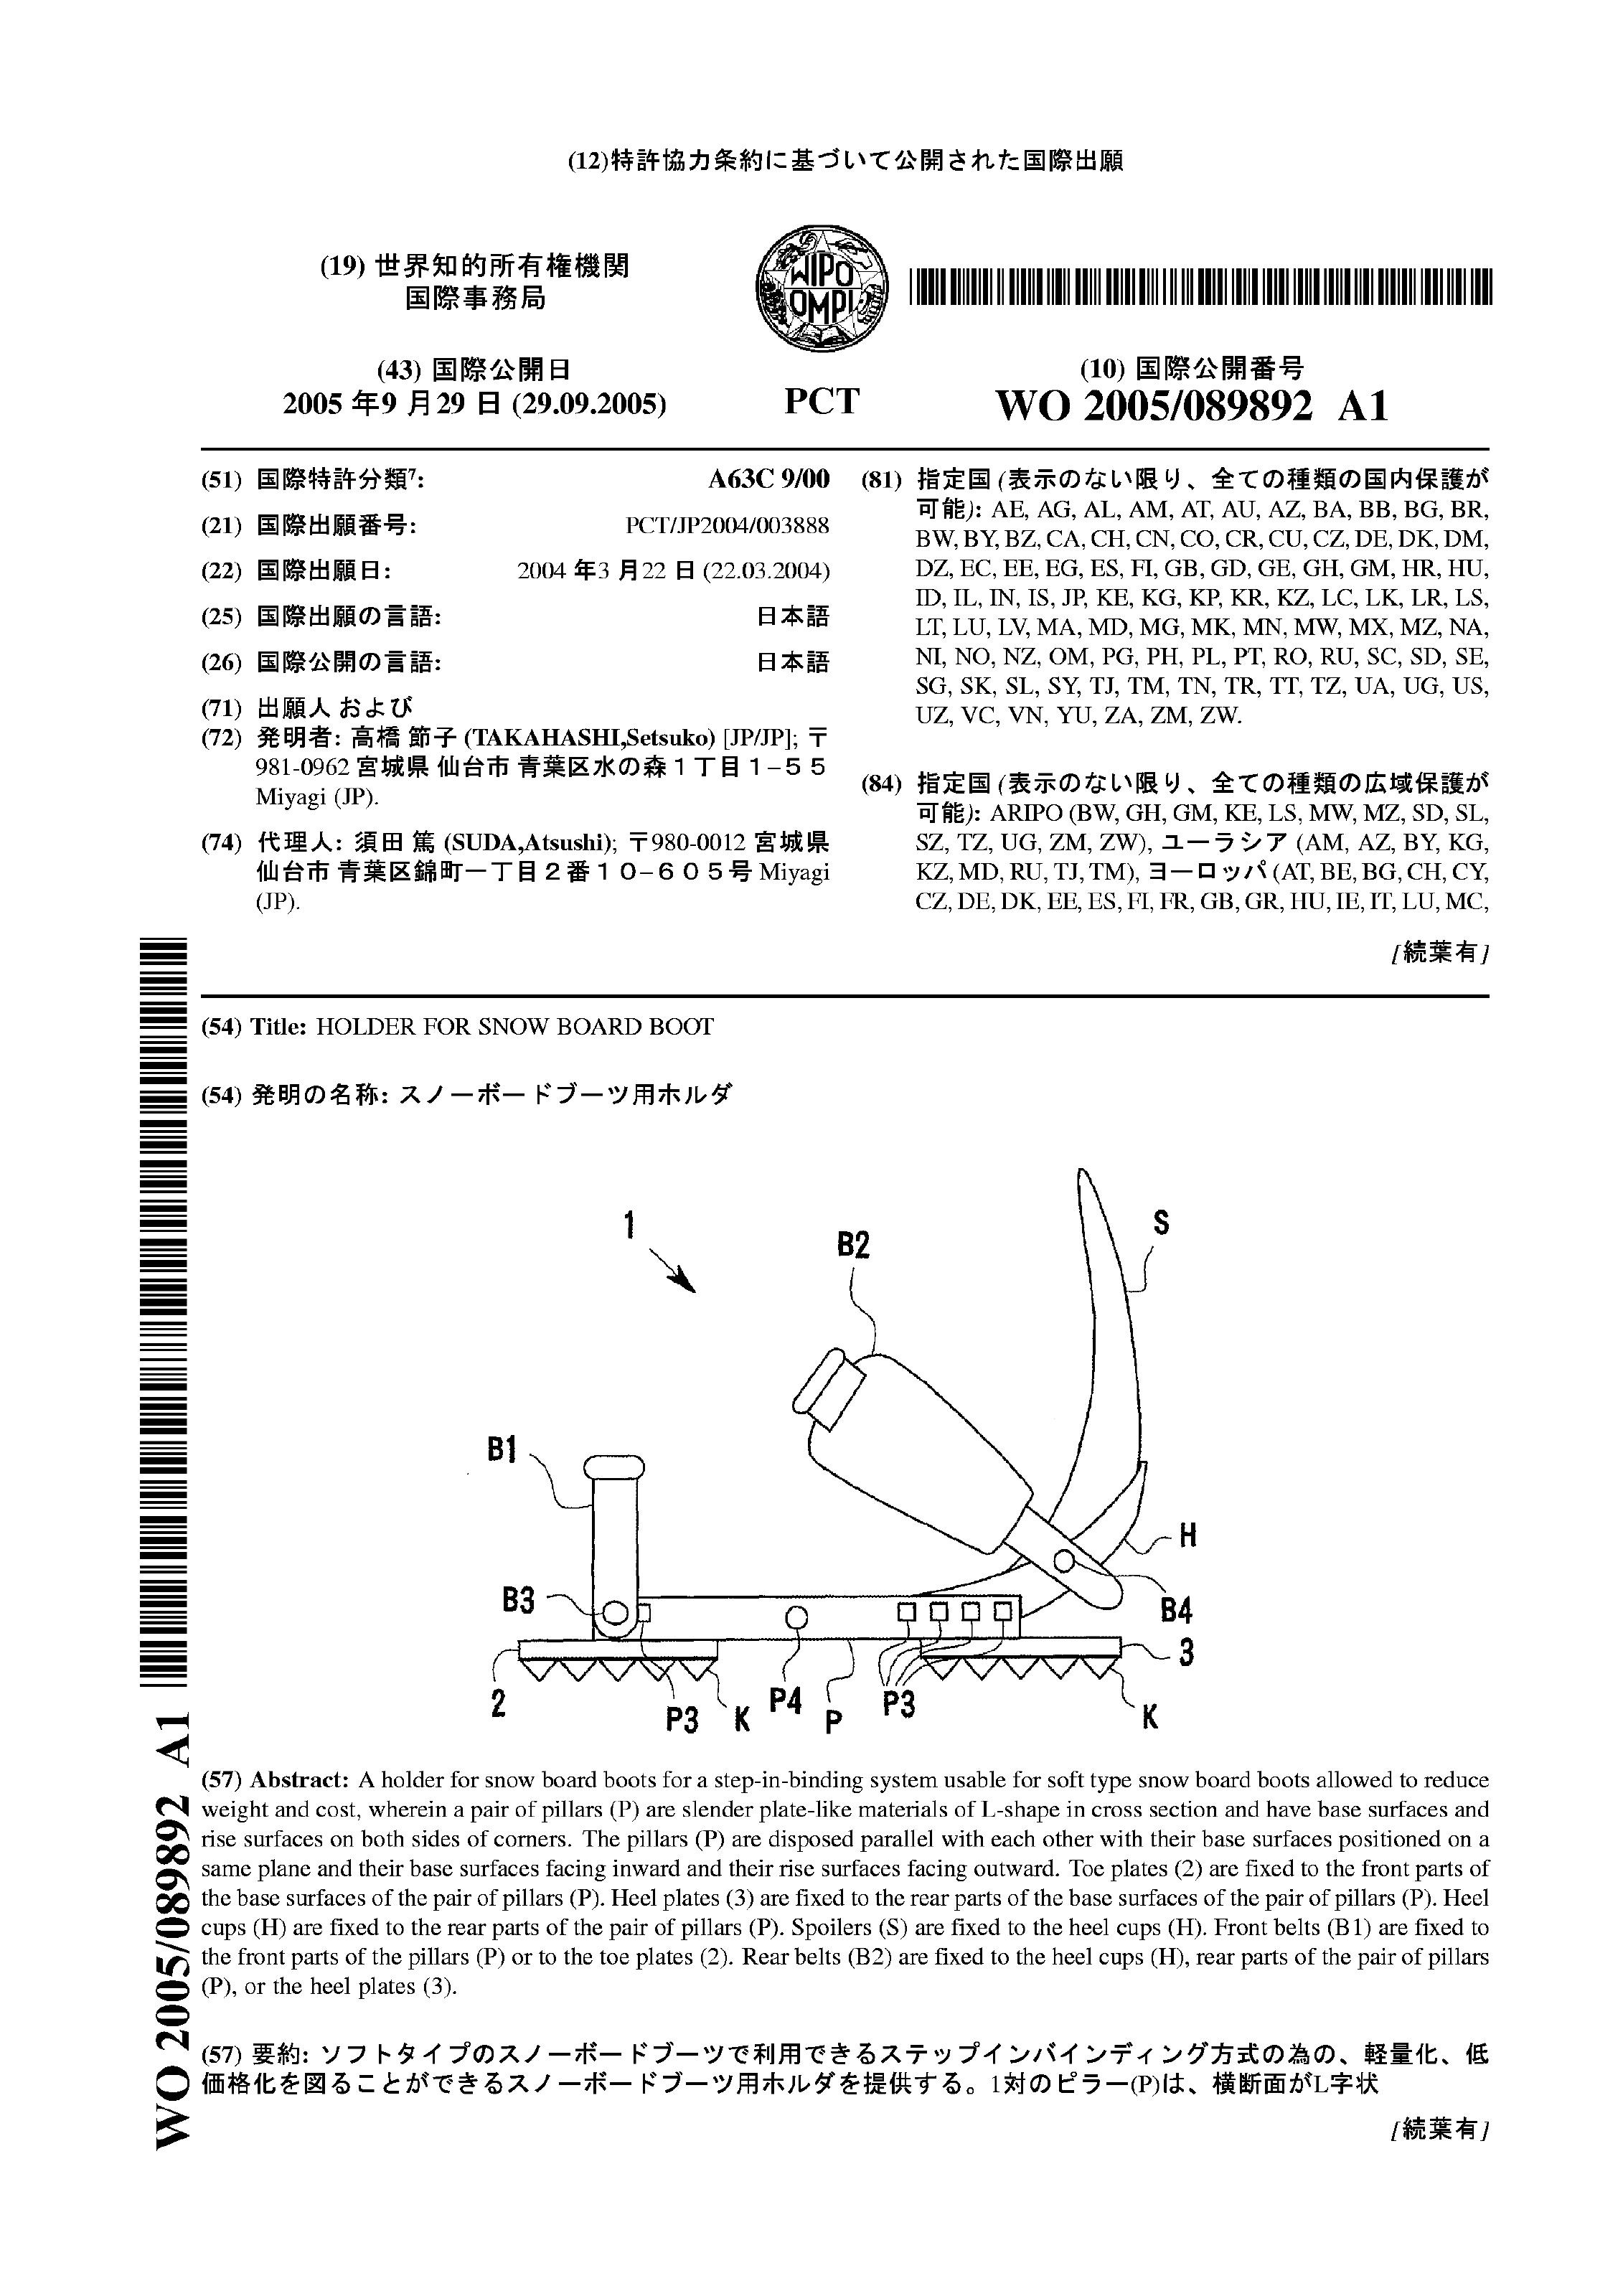 (12)特許協力条約に基づいて公開された国際出願
(19) 世界知的所有権機関
国際事務局
WIPO
OMPI
(43) 国際公開日
2005 年9 月29 日 (29.09.2005)
PCT
(10) 国際公開番号
WO 2005/089892 A1
(51) 国際特許分類7: A63C 9/00
(21) 国際出願番号: PCT/JP2004/003888
(22) 国際出願日: 2004 年3 月22 日 (22.03.2004)
(25) 国際出願の言語: 日本語
(26) 国際公開の言語: 日本語
(71) 出願人 および
(72) 発明者: 高橋 節子 (TAKAHASHI,Setsuko) [JP/JP]; 〒
981-0962 宮城県 仙台市 青葉区水の森１丁目１−５５
Miyagi (JP).
(74) 代理人: 須田 篤 (SUDA,Atsushi); 〒980-0012 宮城県
仙台市 青葉区錦町一丁目２番１０−６０５号 Miyagi
(JP).
(81) 指定国 (表示のない限り、全ての種類の国内保護が
可能): AE, AG, AL, AM, AT, AU, AZ, BA, BB, BG, BR,
BW, BY, BZ, CA, CH, CN, CO, CR, CU, CZ, DE, DK, DM,
DZ, EC, EE, EG, ES, FI, GB, GD, GE, GH, GM, HR, HU,
ID, IL, IN, IS, JP, KE, KG, KP, KR, KZ, LC, LK, LR, LS,
LT, LU, LV, MA, MD, MG, MK, MN, MW, MX, MZ, NA,
NI, NO, NZ, OM, PG, PH, PL, PT, RO, RU, SC, SD, SE,
SG, SK, SL, SY, TJ, TM, TN, TR, TT, TZ, UA, UG, US,
UZ, VC, VN, YU, ZA, ZM, ZW.
(84) 指定国 (表示のない限り、全ての種類の広域保護が
可能): ARIPO (BW, GH, GM, KE, LS, MW, MZ, SD, SL,
SZ, TZ, UG, ZM, ZW), ユーラシア (AM, AZ, BY, KG,
KZ, MD, RU, TJ, TM), ヨーロッパ (AT, BE, BG, CH, CY,
CZ, DE, DK, EE, ES, FI, FR, GB, GR, HU, IE, IT, LU, MC,
[続葉有]
(54) Title: HOLDER FOR SNOW BOARD BOOT
(54) 発明の名称: スノーボードブーツ用ホルダ
1
B2
S
B1
H
B3
B4
3
2
P3
K
P4
P
P3
K
(57) Abstract: A holder for snow board boots for a step-in-binding system usable for soft type snow board boots allowed to reduce
weight and cost, wherein a pair of pillars (P) are slender plate-like materials of L-shape in cross section and have base surfaces and
rise surfaces on both sides of corners. The pillars (P) are disposed parallel with each other with their base surfaces positioned on a
same plane and their base surfaces facing inward and their rise surfaces facing outward. Toe plates (2) are fixed to the front parts of
the base surfaces of the pair of pillars (P). Heel plates (3) are fixed to the rear parts of the base surfaces of the pair of pillars (P). Heel
cups (H) are fixed to the rear parts of the pair of pillars (P). Spoilers (S) are fixed to the heel cups (H). Front belts (B1) are fixed to
the front parts of the pillars (P) or to the toe plates (2). Rear belts (B2) are fixed to the heel cups (H), rear parts of the pair of pillars
(P), or the heel plates (3).
(57) 要約: ソフトタイプのスノーボードブーツで利用できるステップインバインディング方式の為の、軽量化、低
価格化を図ることができるスノーボードブーツ用ホルダを提供する。1対のピラー(P)は、横断面がL字状
[続葉有]
WO 2005/089892 A1